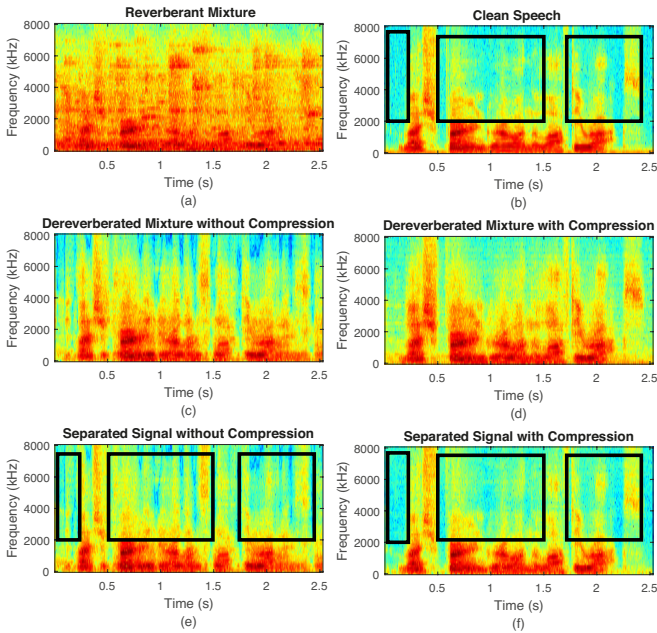 Reverberant Mixture
Frequency (kHz)
8000
6000
4000
2000
0
0.5 1 1.5 2 2.5
Time (s)
(a)
Clean Speech
Frequency (kHz)
8000
6000
4000
2000
0
0.5 1 1.5 2 2.5
Time (s)
(b)
Dereverberated Mixture without Compression
Frequency (kHz)
8000
6000
4000
2000
0
0.5 1 1.5 2 2.5
Time (s)
(c)
Dereverberated Mixture with Compression
Frequency (kHz)
8000
6000
4000
2000
0
0.5 1 1.5 2 2.5
Time (s)
(d)
Separated Signal without Compression
Frequency (kHz)
8000
6000
4000
2000
0
0.5 1 1.5 2 2.5
Time (s)
(e)
Separated Signal with Compression
Frequency (kHz)
8000
6000
4000
2000
0
0.5 1 1.5 2 2.5
Time (s)
(f)